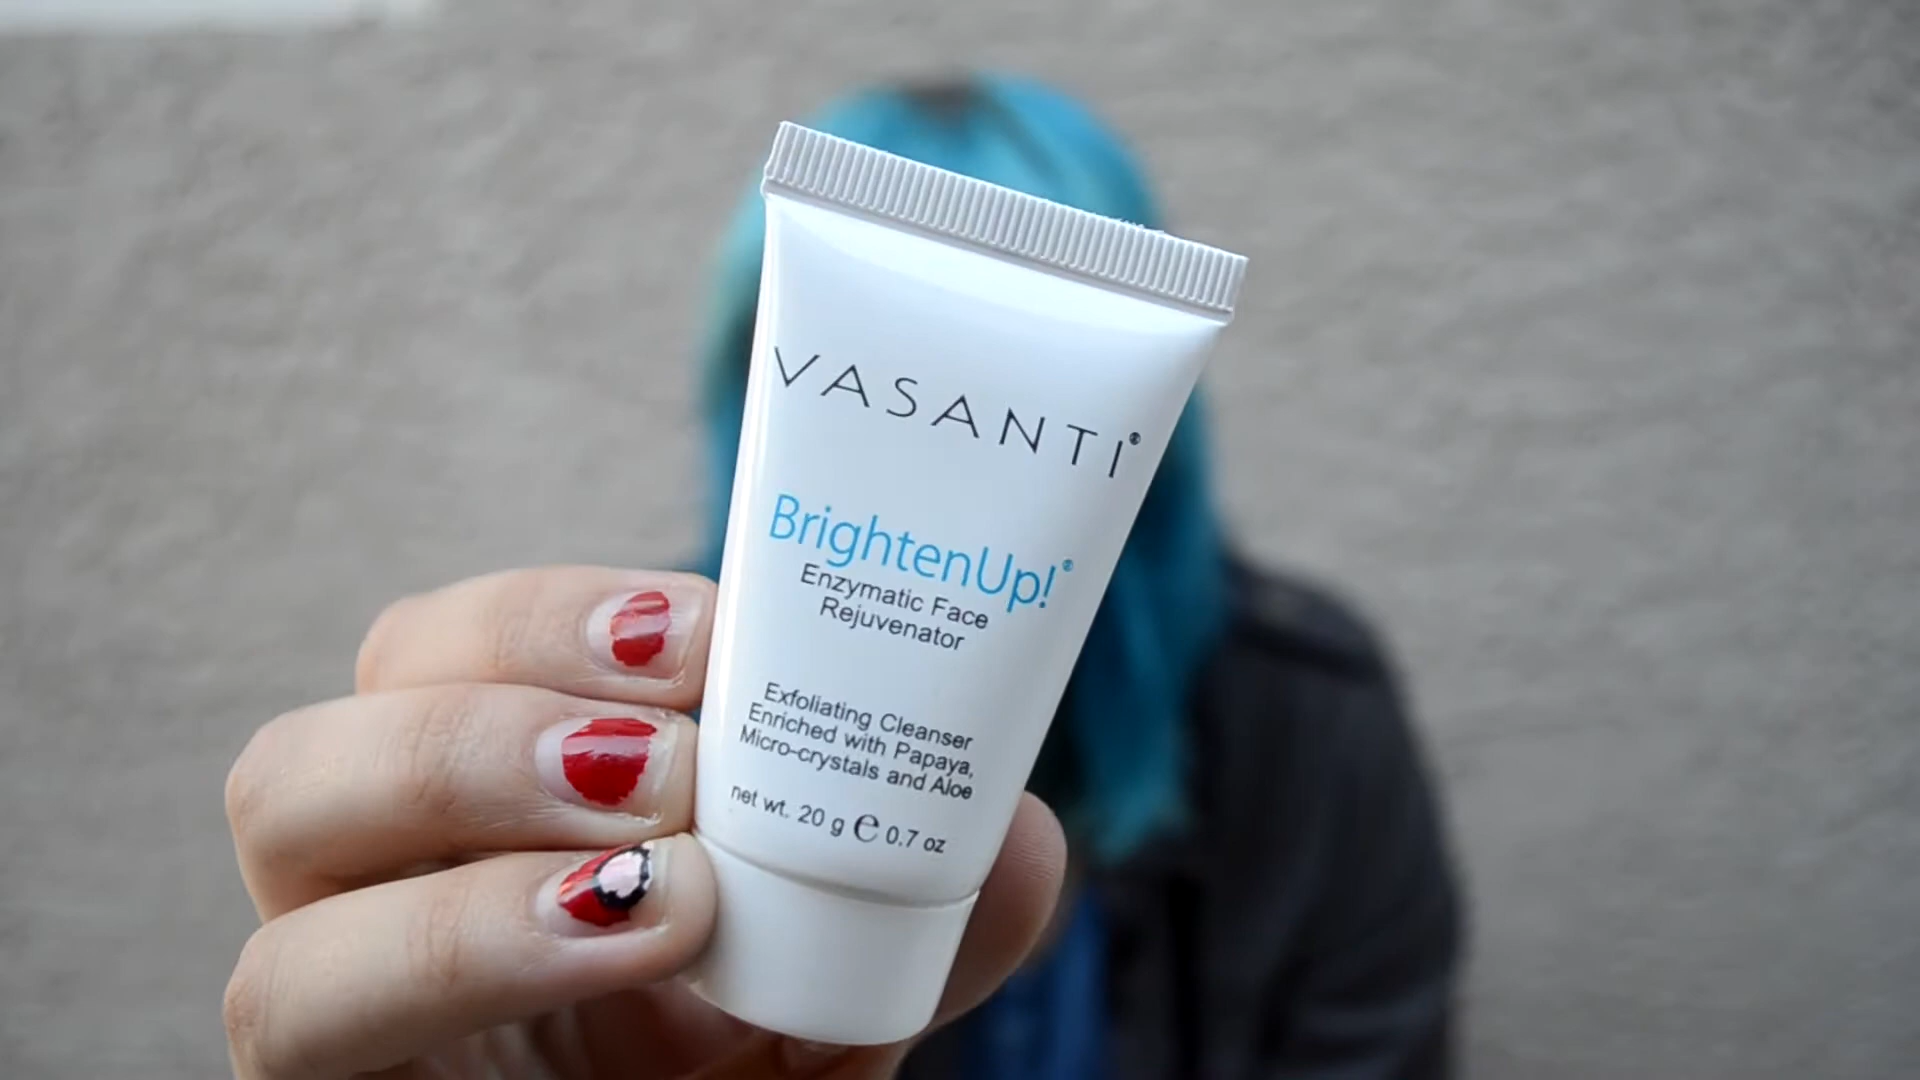 VASANTI®
BrightenUp!®
Enzymatic Face
Rejuvenator
Exfoliating Cleanser
Enriched with Papaya,
Micro-crystals and Aloe
net wt. 20 g ℮ 0.7 oz